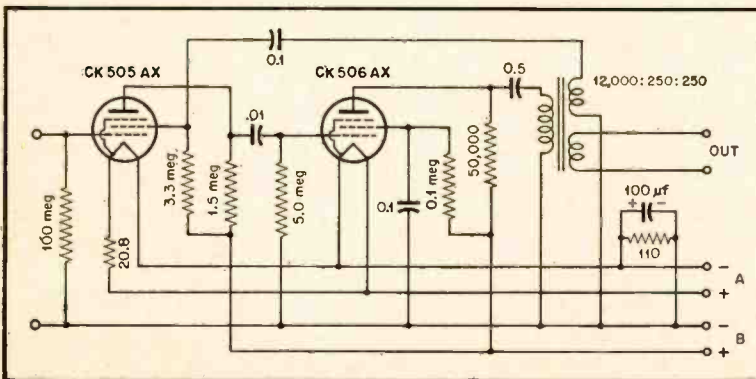 0.1
CK 505 AX
CK 506 AX
0.5
12,000:250:250
.01
OUT
100 meg
3.3 meg
1.5 meg
5.0 meg
0.1
0.1 meg
50,000
100 µf
+ -
110
20.8
-
A
+
-
B
+